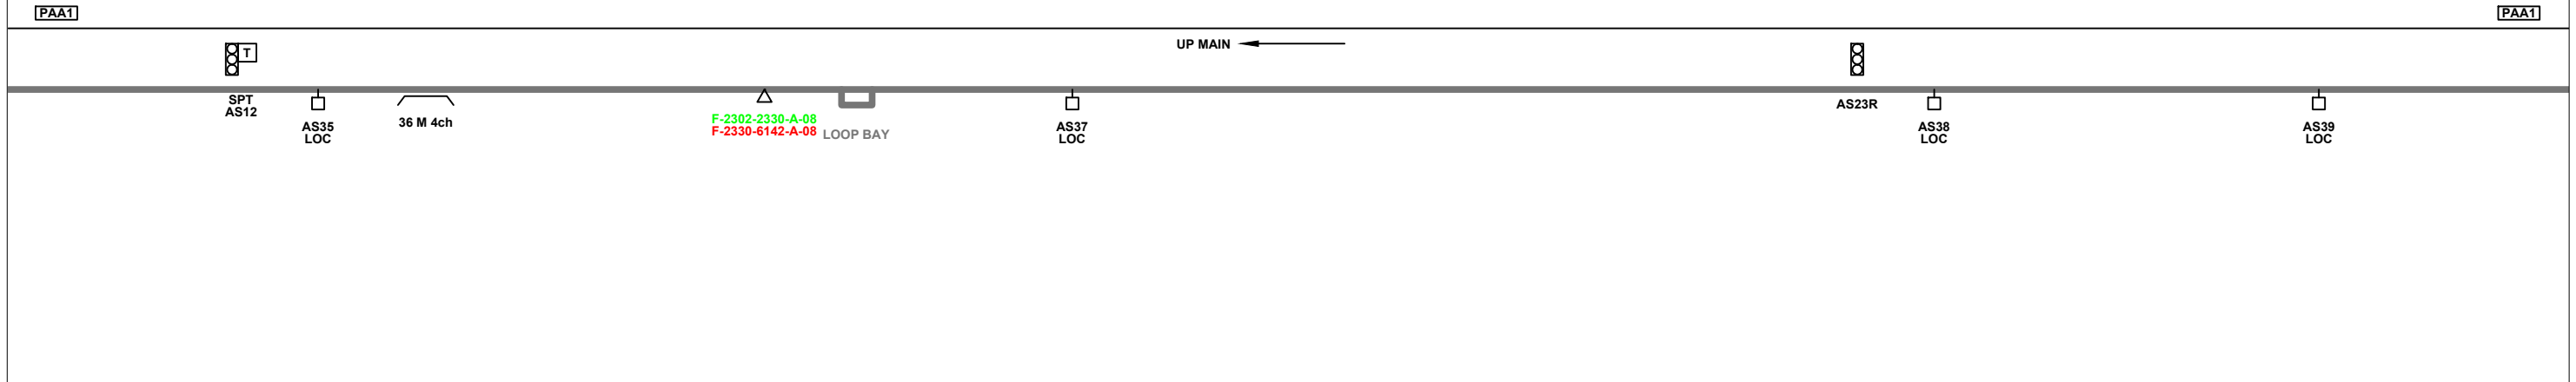 PAA1
PAA1
UP MAIN
T
SPT
AS12
AS35
LOC
36 M 4ch
F-2302-2330-A-08
F-2330-6142-A-08
LOOP BAY
AS37
LOC
AS23R
AS38
LOC
AS39
LOC